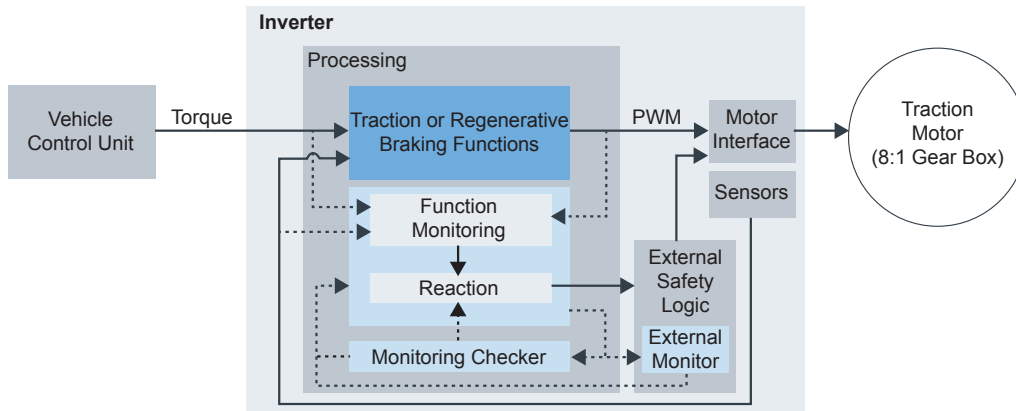 Inverter
Processing
Vehicle
Control Unit
Torque
Traction or Regenerative
Braking Functions
PWM
Motor
Interface
Traction
Motor
(8:1 Gear Box)
Sensors
Function
Monitoring
Reaction
External
Safety
Logic
Monitoring Checker
External
Monitor